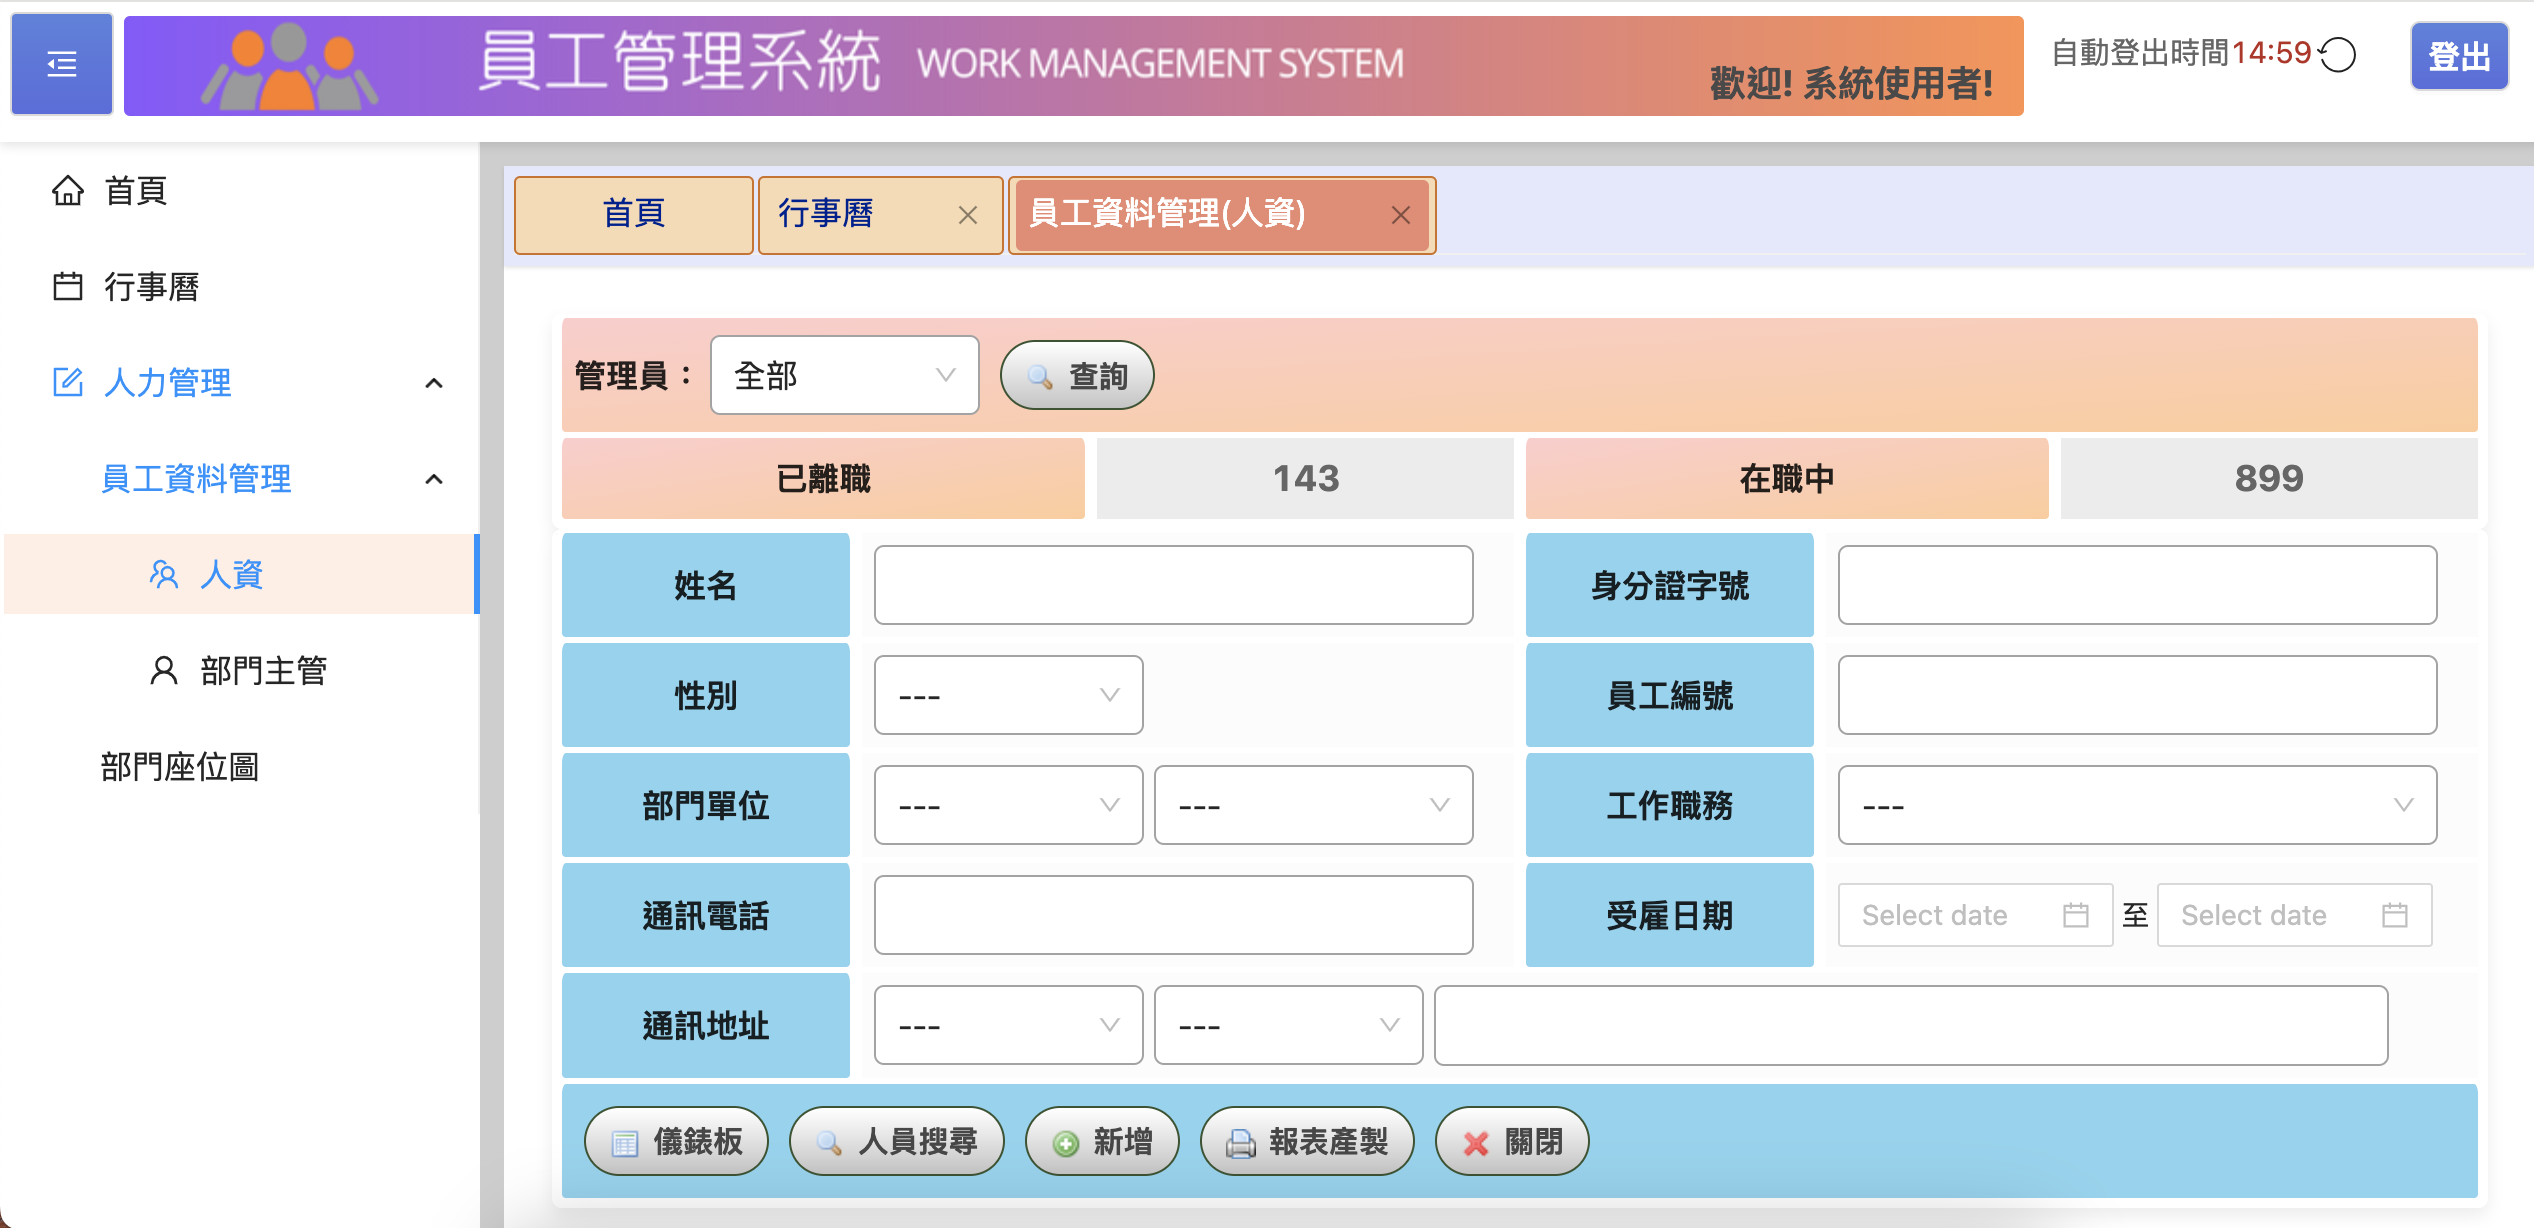 員工管理系統 WORK MANAGEMENT SYSTEM
歡迎! 系統使用者!
自動登出時間14:59
登出
首頁
行事曆
人力管理
員工資料管理
人資
部門主管
部門座位圖
首頁 行事曆 員工資料管理(人資)
管理員： 全部 查詢
已離職 143 在職中 899
姓名 身分證字號
性別 --- 員工編號
部門單位 --- --- 工作職務 ---
通訊電話 受雇日期 Select date 至 Select date
通訊地址 --- ---
儀錶板 人員搜尋 新增 報表產製 關閉